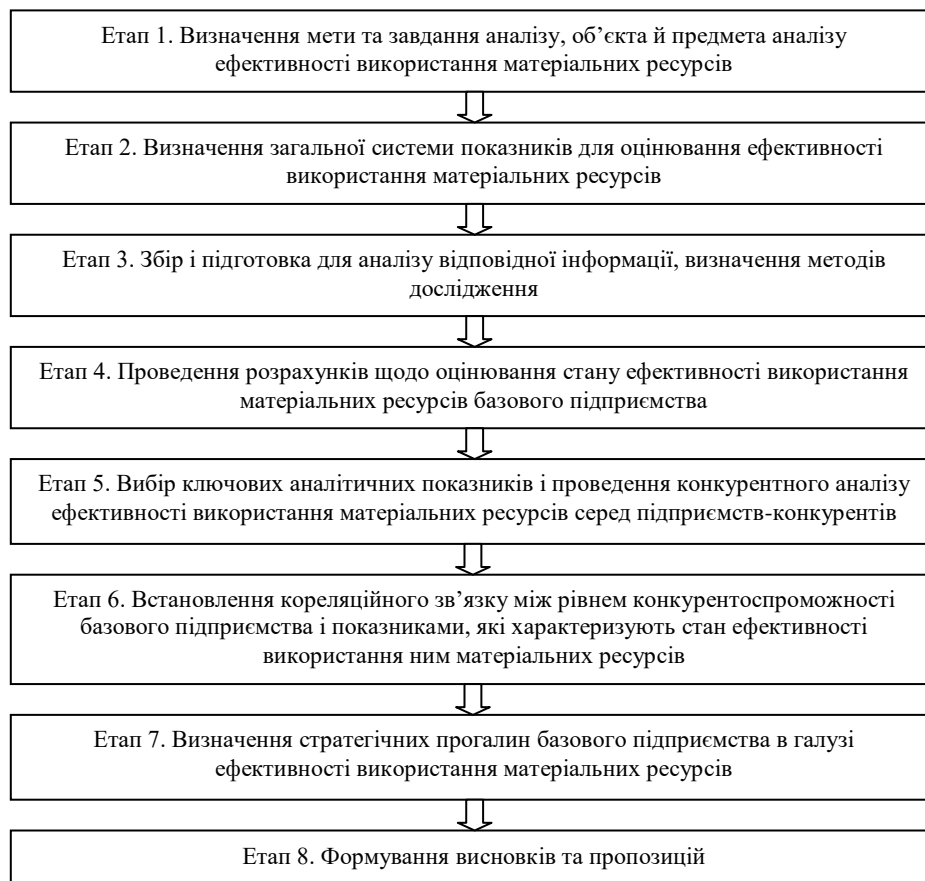 Етап 1. Визначення мети та завдання аналізу, об’єкта й предмета аналізу
ефективності використання матеріальних ресурсів
Етап 2. Визначення загальної системи показників для оцінювання ефективності
використання матеріальних ресурсів
Етап 3. Збір і підготовка для аналізу відповідної інформації, визначення методів
дослідження
Етап 4. Проведення розрахунків щодо оцінювання стану ефективності використання
матеріальних ресурсів базового підприємства
Етап 5. Вибір ключових аналітичних показників і проведення конкурентного аналізу
ефективності використання матеріальних ресурсів серед підприємств-конкурентів
Етап 6. Встановлення кореляційного зв’язку між рівнем конкурентоспроможності
базового підприємства і показниками, які характеризують стан ефективності
використання ним матеріальних ресурсів
Етап 7. Визначення стратегічних прогалин базового підприємства в галузі
ефективності використання матеріальних ресурсів
Етап 8. Формування висновків та пропозицій